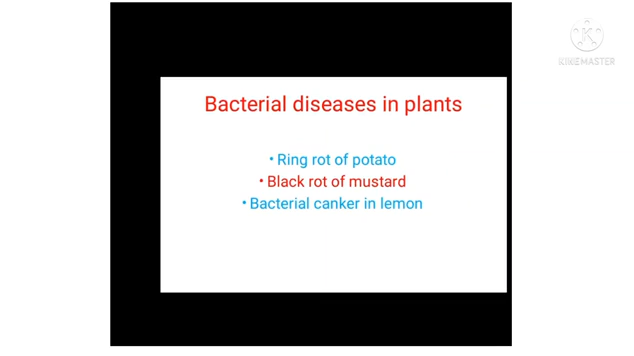 KINEMASTER
Bacterial diseases in plants
• Ring rot of potato
• Black rot of mustard
• Bacterial canker in lemon